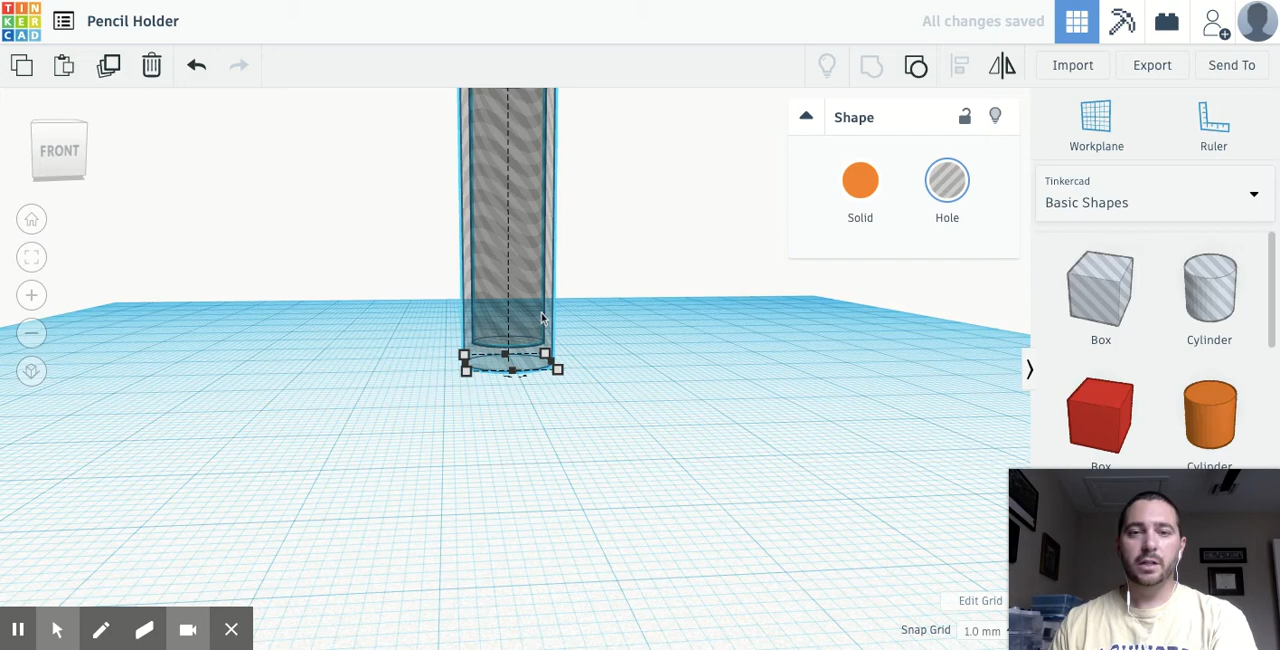 TIN
KER
CAD
Pencil Holder
All changes saved
Import
Export
Send To
FRONT
Shape
Solid
Hole
Workplane
Ruler
Tinkercad
Basic Shapes
Box
Cylinder
Box
Cylinder
Edit Grid
Snap Grid
1.0 mm